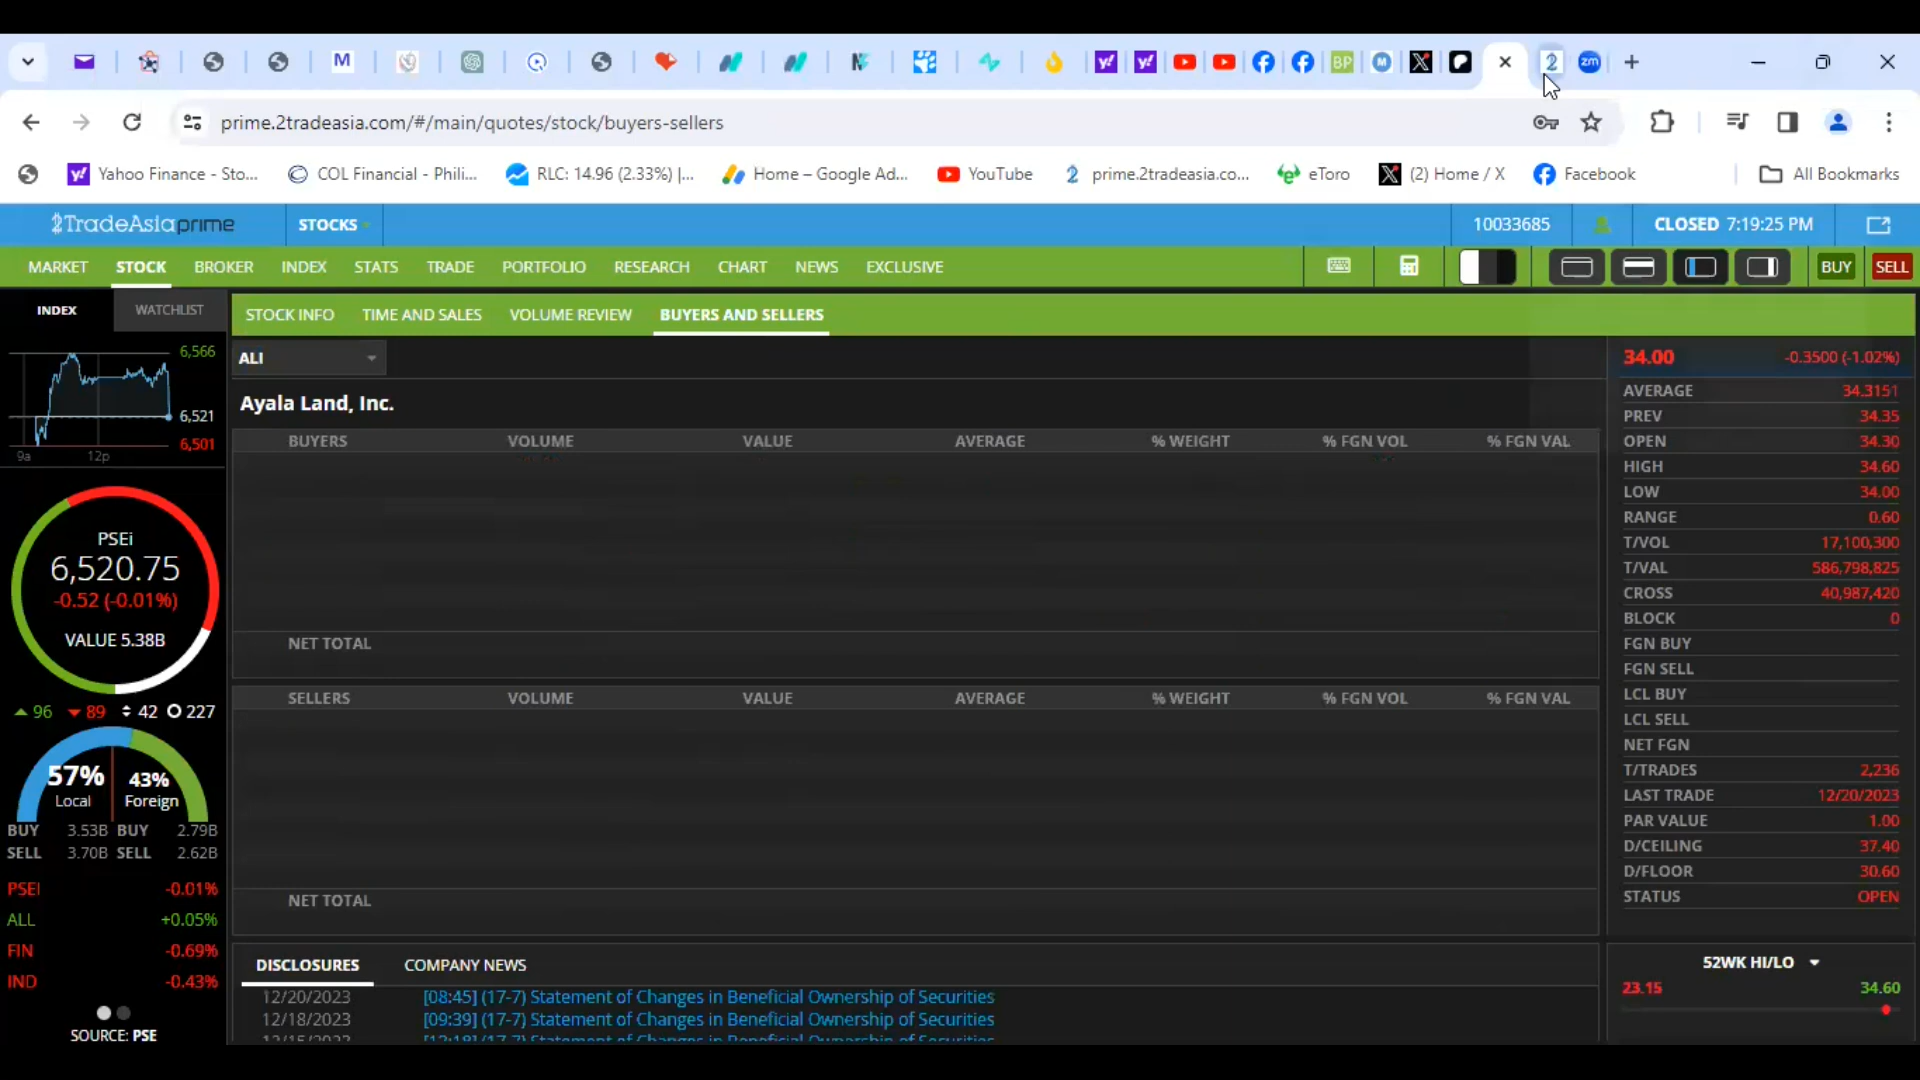 prime.2tradeasia.com/#/main/quotes/stock/buyers-sellers
Yahoo Finance - Sto...
COL Financial - Phili...
RLC: 14.96 (2.33%) |...
Home – Google Ad...
YouTube
prime.2tradeasia.co...
eToro
(2) Home / X
Facebook
All Bookmarks
2TradeAsiaprime
STOCKS
10033685
CLOSED 7:19:25 PM
MARKET STOCK BROKER INDEX STATS TRADE PORTFOLIO RESEARCH CHART NEWS EXCLUSIVE
BUY SELL
INDEX WATCHLIST
STOCK INFO TIME AND SALES VOLUME REVIEW BUYERS AND SELLERS
6,566
6,521
6,501
9a 12p
PSEi
6,520.75
-0.52 (-0.01%)
VALUE 5.38B
96 89 42 227
57% Local
43% Foreign
BUY 3.53B BUY 2.79B
SELL 3.70B SELL 2.62B
PSEI -0.01%
ALL +0.05%
FIN -0.69%
IND -0.43%
SOURCE: PSE
ALI
Ayala Land, Inc.
BUYERS VOLUME VALUE AVERAGE % WEIGHT % FGN VOL % FGN VAL
NET TOTAL
SELLERS VOLUME VALUE AVERAGE % WEIGHT % FGN VOL % FGN VAL
NET TOTAL
DISCLOSURES COMPANY NEWS
12/20/2023 [08:45] (17-7) Statement of Changes in Beneficial Ownership of Securities
12/18/2023 [09:39] (17-7) Statement of Changes in Beneficial Ownership of Securities
34.00 -0.3500 (-1.02%)
AVERAGE 34.3151
PREV 34.35
OPEN 34.30
HIGH 34.60
LOW 34.00
RANGE 0.60
T/VOL 17,100,300
T/VAL 586,798,825
CROSS 40,987,420
BLOCK 0
FGN BUY
FGN SELL
LCL BUY
LCL SELL
NET FGN
T/TRADES 2,236
LAST TRADE 12/20/2023
PAR VALUE 1.00
D/CEILING 37.40
D/FLOOR 30.60
STATUS OPEN
52WK HI/LO
23.15 34.60